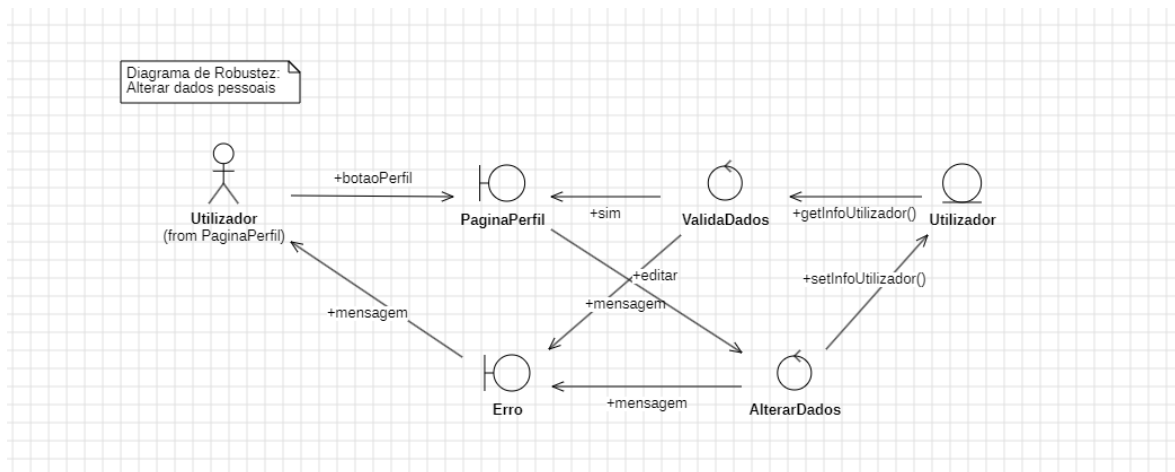 Diagrama de Robustez:
Alterar dados pessoais
+botaoPerfil
Utilizador
(from PaginaPerfil)
PaginaPerfil
+sim
ValidaDados
+getInfoUtilizador()
Utilizador
+editar
+setInfoUtilizador()
+mensagem
+mensagem
Erro
+mensagem
AlterarDados